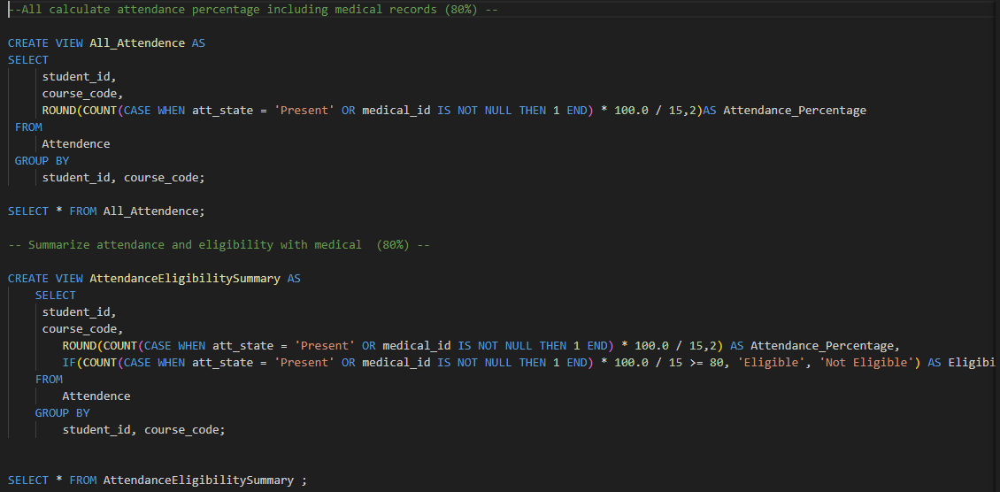 --All calculate attendance percentage including medical records (80%) --
CREATE VIEW All_Attendence AS
SELECT
student_id,
course_code,
ROUND(COUNT(CASE WHEN att_state = 'Present' OR medical_id IS NOT NULL THEN 1 END) * 100.0 / 15,2)AS Attendance_Percentage
FROM
Attendence
GROUP BY
student_id, course_code;
SELECT * FROM All_Attendence;
-- Summarize attendance and eligibility with medical  (80%) --
CREATE VIEW AttendanceEligibilitySummary AS
SELECT
student_id,
course_code,
ROUND(COUNT(CASE WHEN att_state = 'Present' OR medical_id IS NOT NULL THEN 1 END) * 100.0 / 15,2) AS Attendance_Percentage,
IF(COUNT(CASE WHEN att_state = 'Present' OR medical_id IS NOT NULL THEN 1 END) * 100.0 / 15 >= 80, 'Eligible', 'Not Eligible') AS Eligibi
FROM
Attendence
GROUP BY
student_id, course_code;
SELECT * FROM AttendanceEligibilitySummary ;